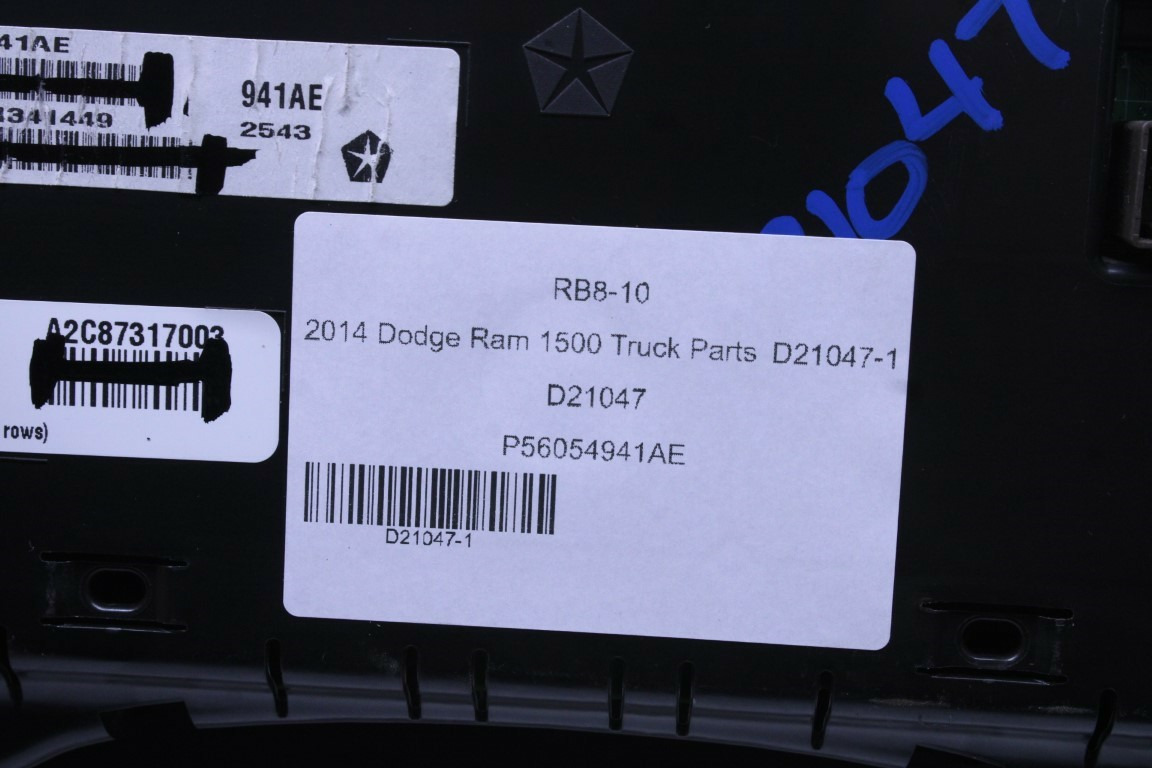 41AE
941AE
341449
2543
21047
RB8-10
2014 Dodge Ram 1500 Truck Parts D21047-1
D21047
P56054941AE
D21047-1
A2C87317003
rows)